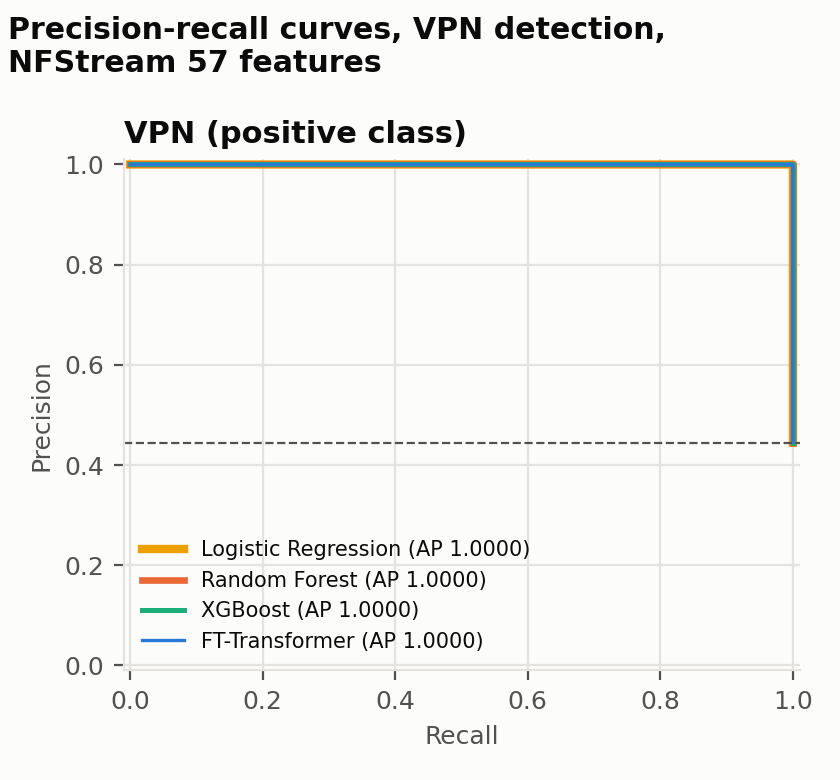 Precision-recall curves, VPN detection,
NFStream 57 features
VPN (positive class)
1.0
0.8
0.6
0.4
0.2
0.0
Precision
Logistic Regression (AP 1.0000)
Random Forest (AP 1.0000)
XGBoost (AP 1.0000)
FT-Transformer (AP 1.0000)
0.0 0.2 0.4 0.6 0.8 1.0
Recall